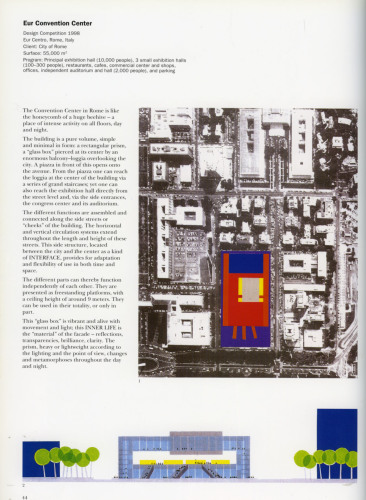 Eur Convention Center
Design Competition 1998
Eur Centro, Rome, Italy
Client: City of Rome
Surface: 55,000 m²
Program: Principal exhibition hall (10,000 people), 3 small exhibition halls
(100–300 people), restaurants, cafes, commercial center and shops,
offices, independent auditorium and hall (2,000 people), and parking
The Convention Center in Rome is like
the honeycomb of a huge beehive – a
place of intense activity on all floors, day
and night.
The building is a pure volume, simple
and minimal in form: a rectangular prism,
a "glass box" pierced at its center by an
enormous balcony-loggia overlooking the
city. A piazza in front of this opens onto
the avenue. From the piazza one can reach
the loggia at the center of the building via
a series of grand staircases; yet one can
also reach the exhibition hall directly from
the street level and, via the side entrances,
the congress center and its auditorium.
The different functions are assembled and
connected along the side streets or
"cheeks" of the building. The horizontal
and vertical circulation systems extend
throughout the length and height of these
streets. This side structure, located
between the city and the center as a kind
of INTERFACE, provides for adaptation
and flexibility of use in both time and
space.
The different parts can thereby function
independently of each other. They are
presented as freestanding platforms, with
a ceiling height of around 9 meters. They
can be used in their totality, or only in
part.
This "glass box" is vibrant and alive with
movement and light; this INNER LIFE is
the "material" of the facade – reflections,
transparencies, brilliance, clarity. The
prism, heavy or lightweight according to
the lighting and the point of view, changes
and metamorphoses throughout the day
and night.
1
2
44